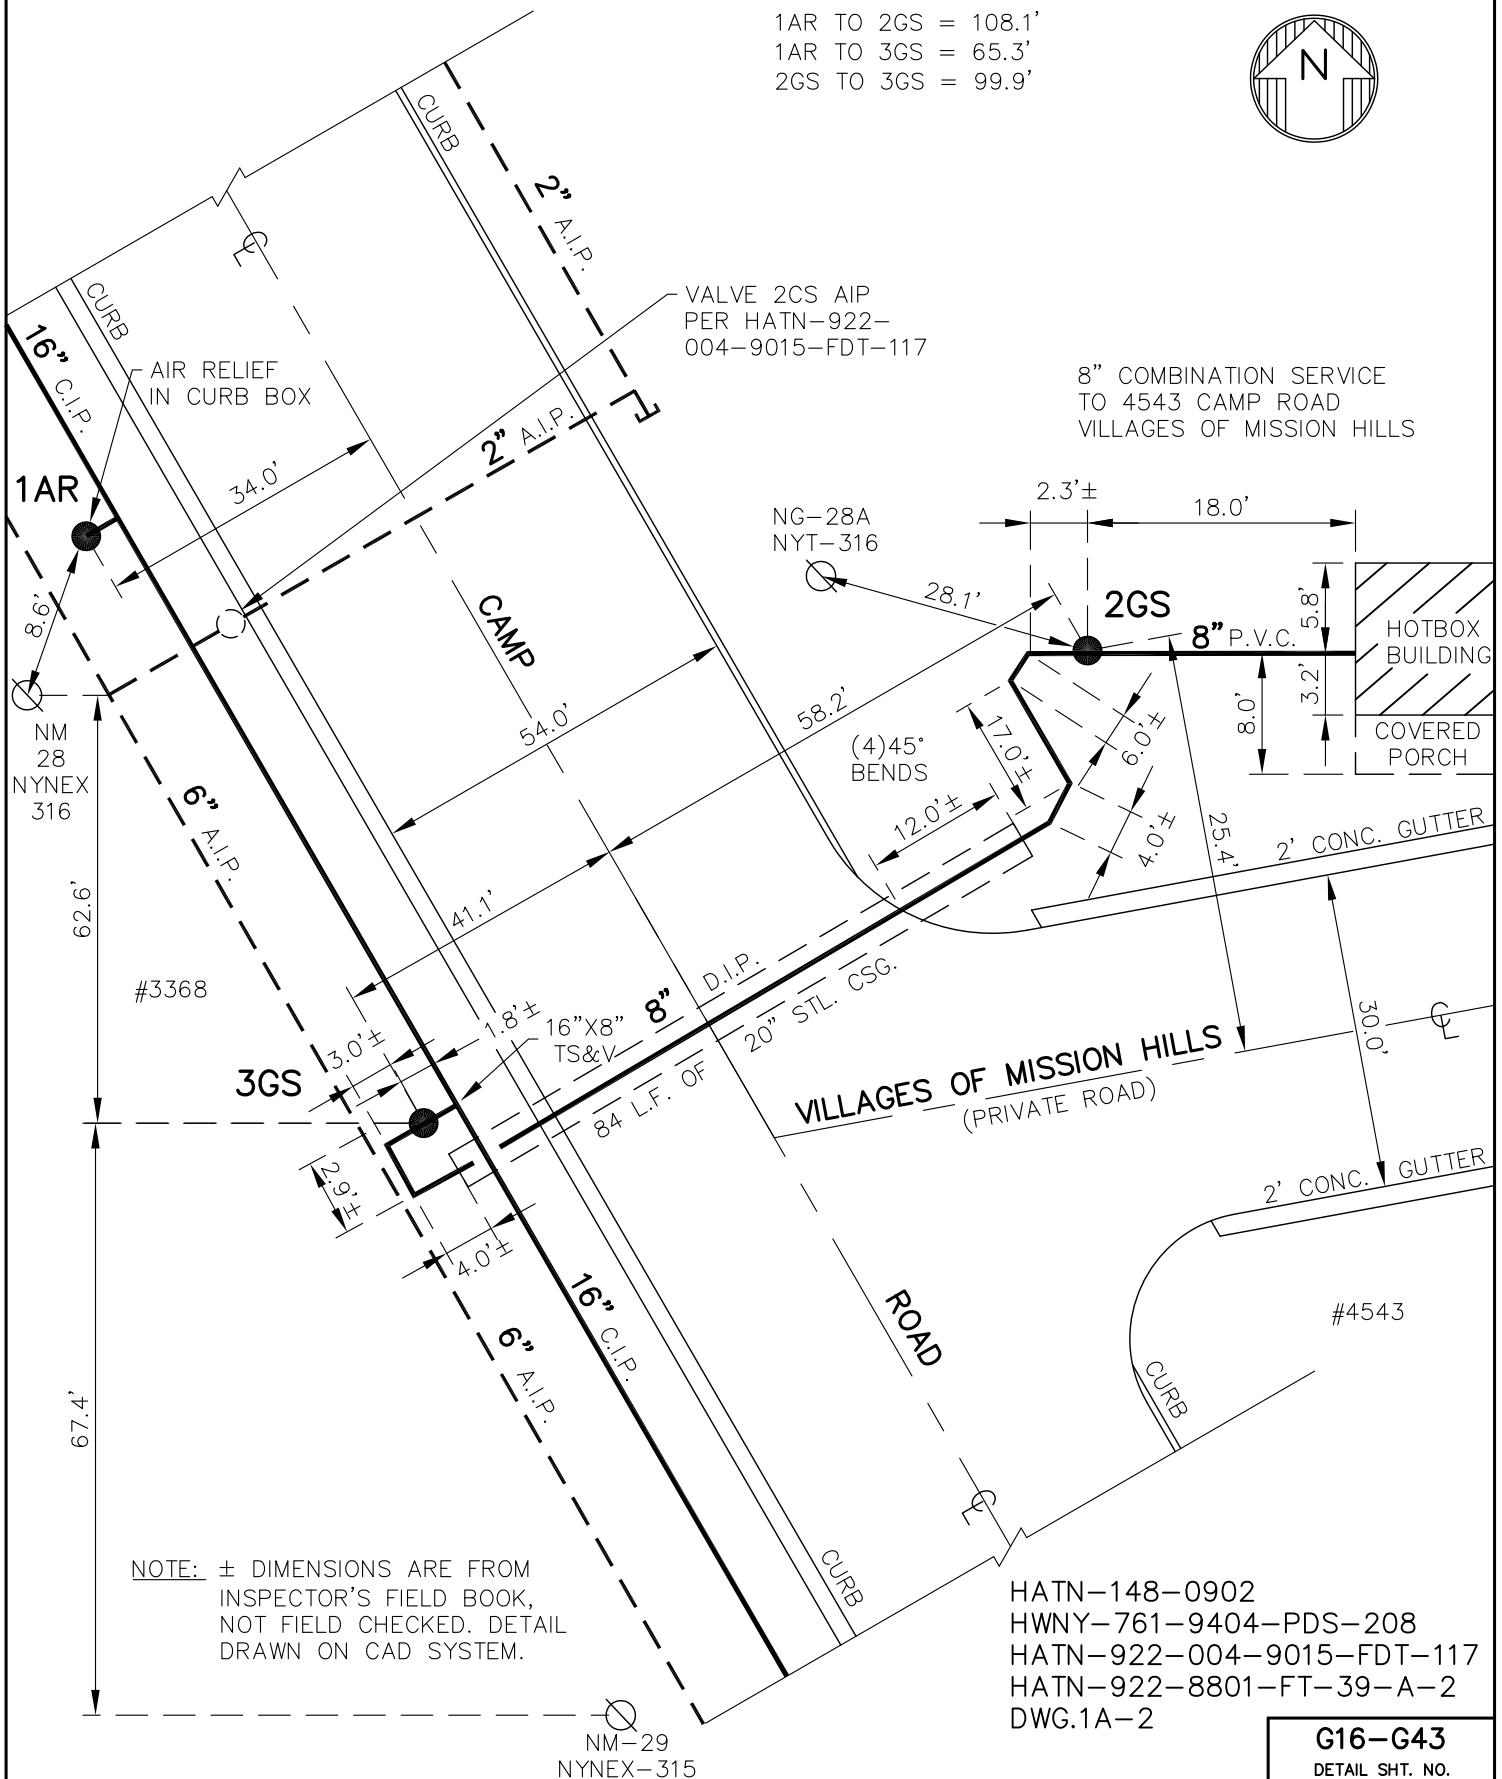 1AR TO 2GS = 108.1'
1AR TO 3GS = 65.3'
2GS TO 3GS = 99.9'
N
CURB
2"
A.I.P.
℄
CURB
VALVE 2CS AIP
PER HATN-922-
004-9015-FDT-117
16"
C.I.P.
AIR RELIEF
IN CURB BOX
8" COMBINATION SERVICE
TO 4543 CAMP ROAD
VILLAGES OF MISSION HILLS
2" A.I.P.
34.0'
1AR
2.3'±
18.0'
NG-28A
NYT-316
8.6'
28.1'
2GS
5.8'
CAMP
8" P.V.C.
HOTBOX
BUILDING
3.2'
8.0'
54.0'
58.2'
17.0'±
6.0'±
COVERED
PORCH
NM
28
NYNEX
316
(4)45°
BENDS
6"
A.I.P.
12.0'±
4.0'±
25.4'
2' CONC. GUTTER
62.6'
41.1'
#3368
8" D.I.P.
1.8'±
16"X8"
TS&V
84 L.F. OF 20" STL. CSG.
30.0'
℄
3.0'±
3GS
VILLAGES OF MISSION HILLS
(PRIVATE ROAD)
2.9'±
4.0'±
2' CONC. GUTTER
16"
C.I.P.
ROAD
#4543
6"
A.I.P.
CURB
67.4'
℄
CURB
NOTE: ± DIMENSIONS ARE FROM
INSPECTOR'S FIELD BOOK,
NOT FIELD CHECKED. DETAIL
DRAWN ON CAD SYSTEM.
HATN-148-0902
HWNY-761-9404-PDS-208
HATN-922-004-9015-FDT-117
HATN-922-8801-FT-39-A-2
DWG.1A-2
NM-29
NYNEX-315
G16-G43
DETAIL SHT. NO.